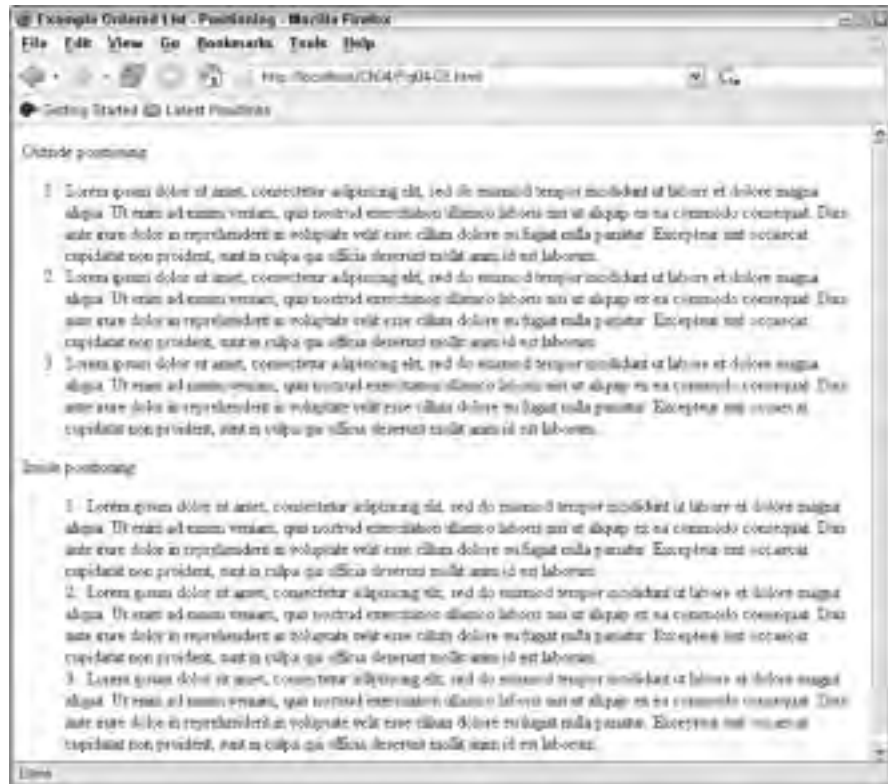 Example Ordered List - Positioning - Mozilla Firefox
File Edit View Go Bookmarks Tools Help
Getting Started Latest Headlines
Outside positioning:
1. Lorem ipsum dolor sit amet, consectetur adipisicing elit, sed do eiusmod tempor incididunt ut labore et dolore magna
aliqua. Ut enim ad minim veniam, quis nostrud exercitation ullamco laboris nisi ut aliquip ex ea commodo consequat. Duis
aute irure dolor in reprehenderit in voluptate velit esse cillum dolore eu fugiat nulla pariatur. Excepteur sint occaecat
cupidatat non proident, sunt in culpa qui officia deserunt mollit anim id est laborum.
2. Lorem ipsum dolor sit amet, consectetur adipisicing elit, sed do eiusmod tempor incididunt ut labore et dolore magna
aliqua. Ut enim ad minim veniam, quis nostrud exercitation ullamco laboris nisi ut aliquip ex ea commodo consequat. Duis
aute irure dolor in reprehenderit in voluptate velit esse cillum dolore eu fugiat nulla pariatur. Excepteur sint occaecat
cupidatat non proident, sunt in culpa qui officia deserunt mollit anim id est laborum.
3. Lorem ipsum dolor sit amet, consectetur adipisicing elit, sed do eiusmod tempor incididunt ut labore et dolore magna
aliqua. Ut enim ad minim veniam, quis nostrud exercitation ullamco laboris nisi ut aliquip ex ea commodo consequat. Duis
aute irure dolor in reprehenderit in voluptate velit esse cillum dolore eu fugiat nulla pariatur. Excepteur sint occaecat
cupidatat non proident, sunt in culpa qui officia deserunt mollit anim id est laborum.
Inside positioning:
1. Lorem ipsum dolor sit amet, consectetur adipisicing elit, sed do eiusmod tempor incididunt ut labore et dolore magna
aliqua. Ut enim ad minim veniam, quis nostrud exercitation ullamco laboris nisi ut aliquip ex ea commodo consequat. Duis
aute irure dolor in reprehenderit in voluptate velit esse cillum dolore eu fugiat nulla pariatur. Excepteur sint occaecat
cupidatat non proident, sunt in culpa qui officia deserunt mollit anim id est laborum.
2. Lorem ipsum dolor sit amet, consectetur adipisicing elit, sed do eiusmod tempor incididunt ut labore et dolore magna
aliqua. Ut enim ad minim veniam, quis nostrud exercitation ullamco laboris nisi ut aliquip ex ea commodo consequat. Duis
aute irure dolor in reprehenderit in voluptate velit esse cillum dolore eu fugiat nulla pariatur. Excepteur sint occaecat
cupidatat non proident, sunt in culpa qui officia deserunt mollit anim id est laborum.
3. Lorem ipsum dolor sit amet, consectetur adipisicing elit, sed do eiusmod tempor incididunt ut labore et dolore magna
aliqua. Ut enim ad minim veniam, quis nostrud exercitation ullamco laboris nisi ut aliquip ex ea commodo consequat. Duis
aute irure dolor in reprehenderit in voluptate velit esse cillum dolore eu fugiat nulla pariatur. Excepteur sint occaecat
cupidatat non proident, sunt in culpa qui officia deserunt mollit anim id est laborum.
Done